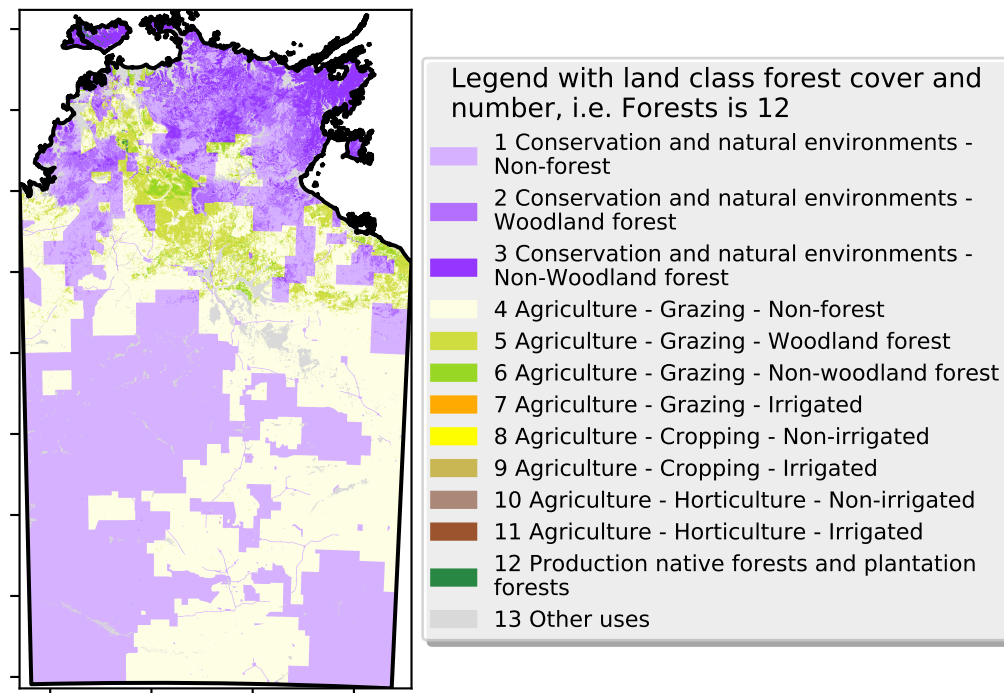 Legend with land class forest cover and
number, i.e. Forests is 12
1 Conservation and natural environments -
Non-forest
2 Conservation and natural environments -
Woodland forest
3 Conservation and natural environments -
Non-Woodland forest
4 Agriculture - Grazing - Non-forest
5 Agriculture - Grazing - Woodland forest
6 Agriculture - Grazing - Non-woodland forest
7 Agriculture - Grazing - Irrigated
8 Agriculture - Cropping - Non-irrigated
9 Agriculture - Cropping - Irrigated
10 Agriculture - Horticulture - Non-irrigated
11 Agriculture - Horticulture - Irrigated
12 Production native forests and plantation
forests
13 Other uses